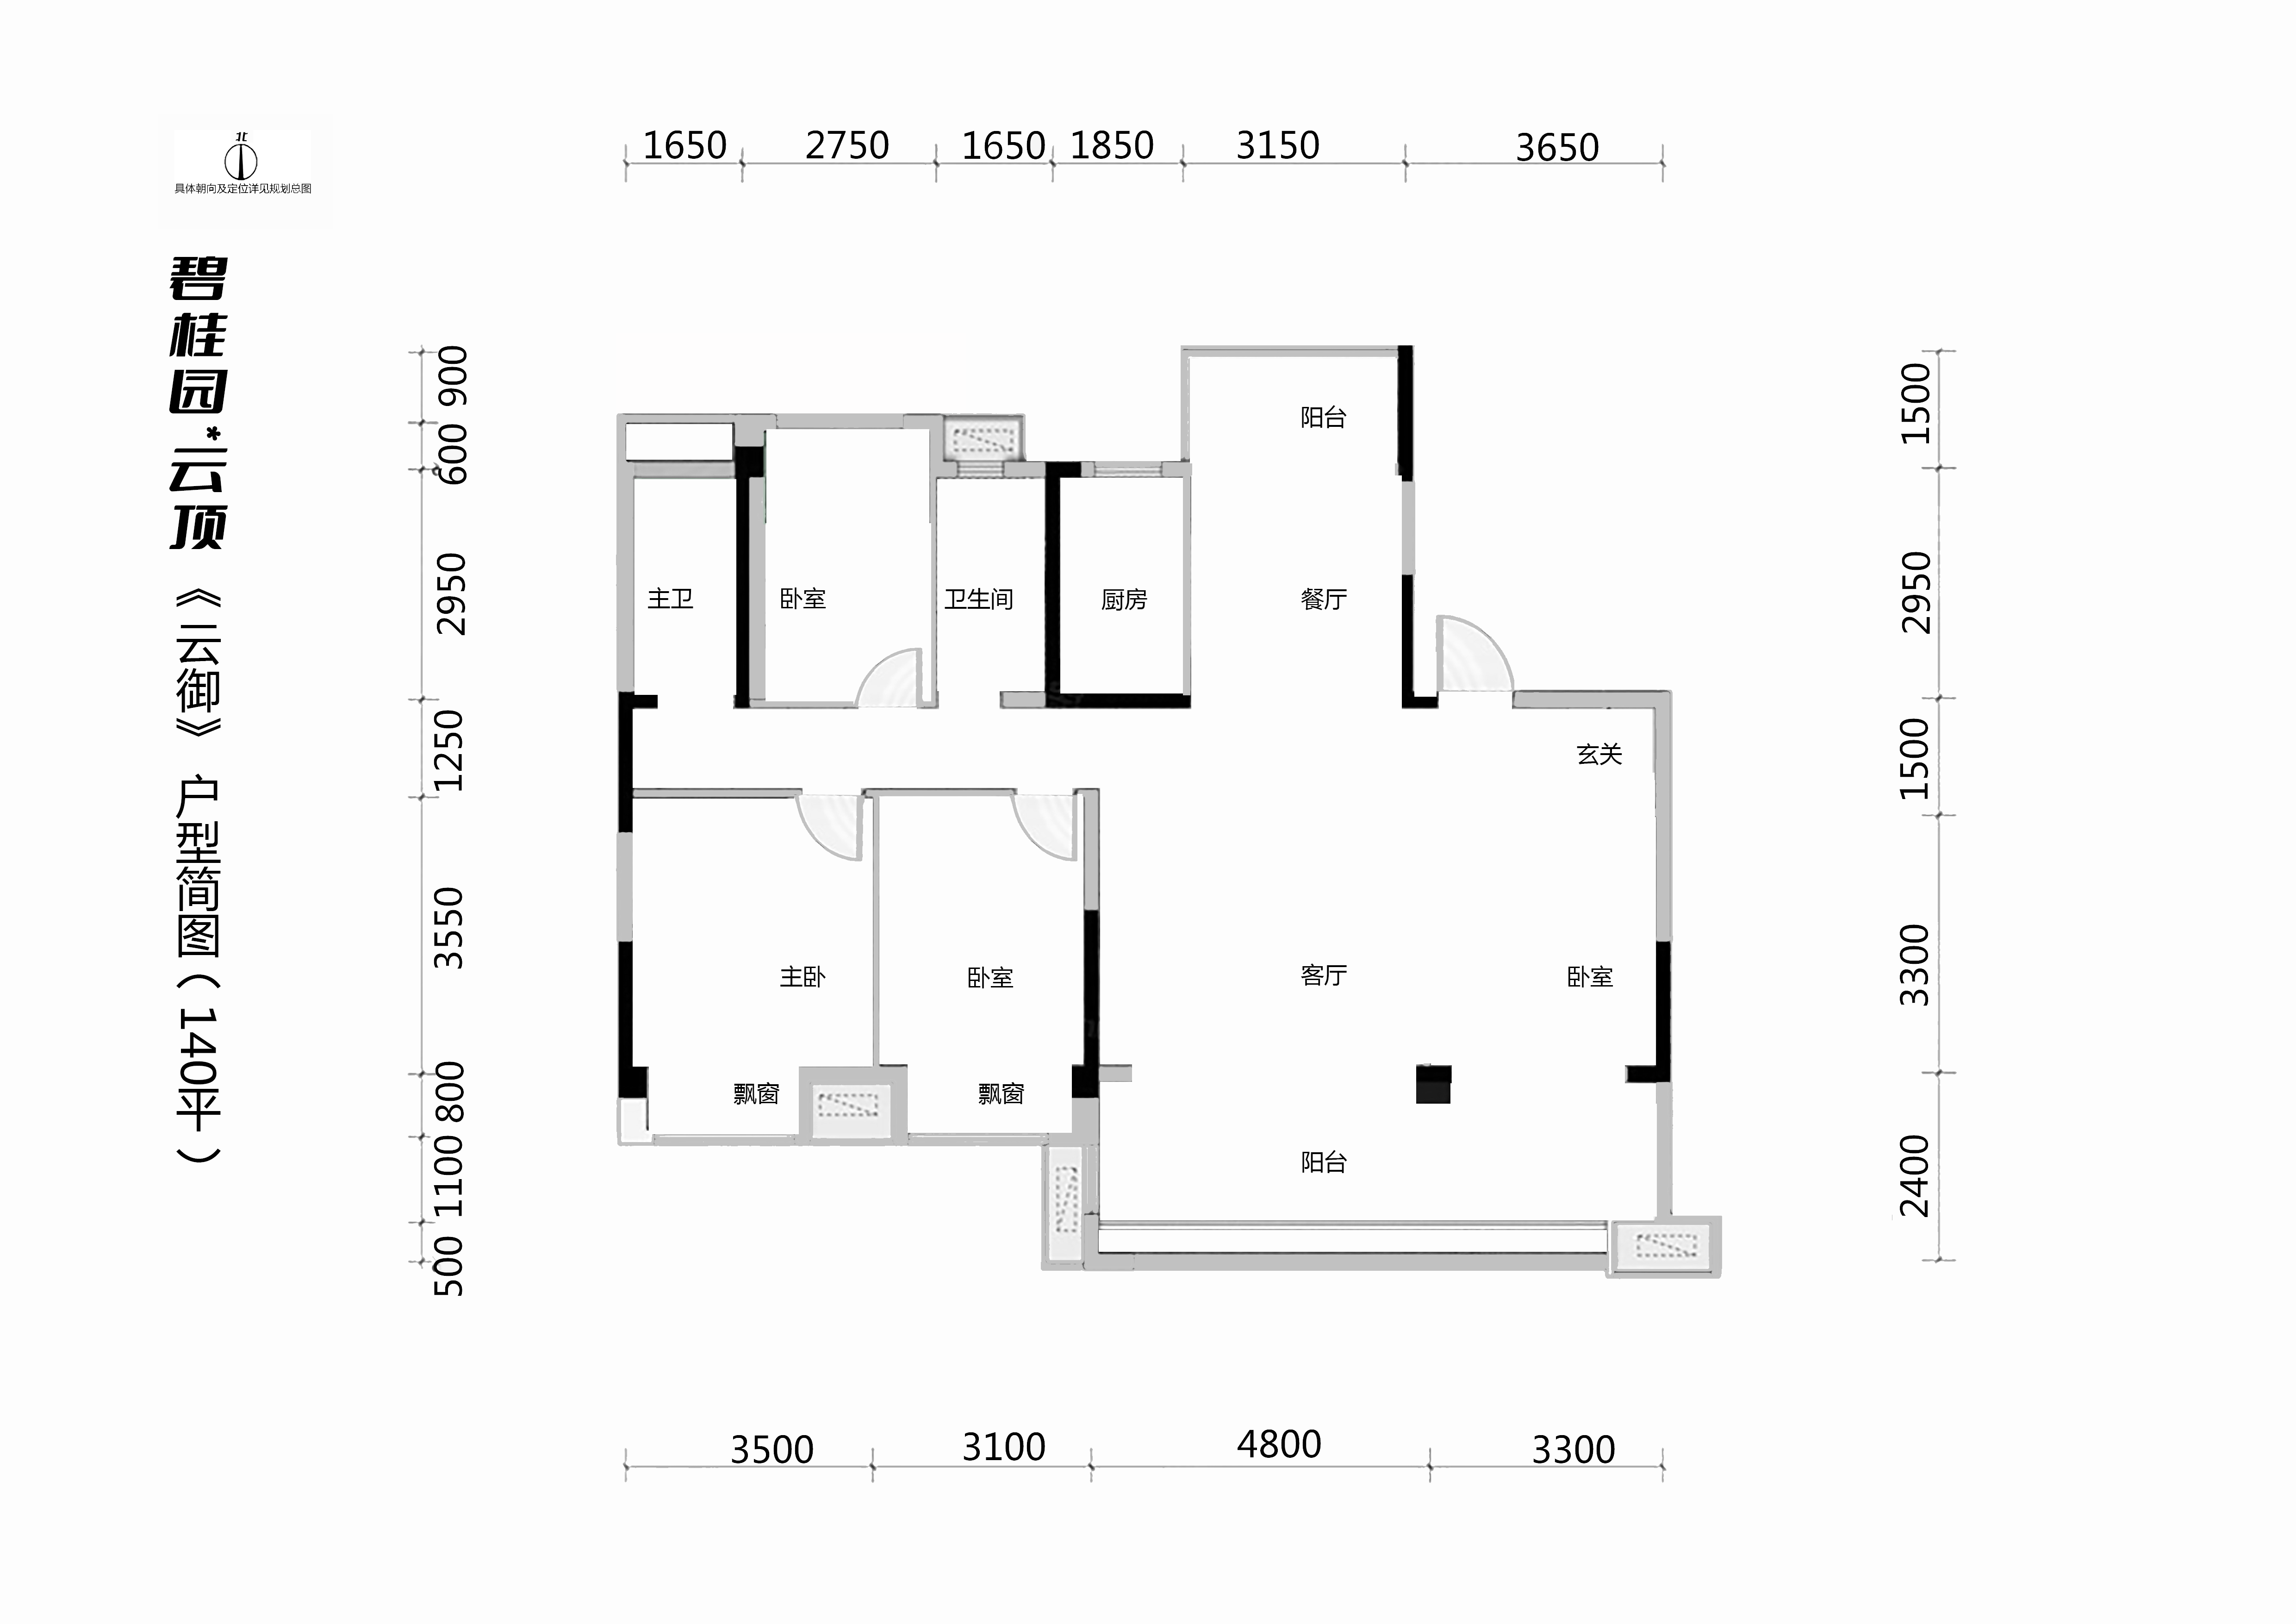 北
具体朝向及定位详见规划总图
碧桂园*云顶《云御》户型简图(140平)
1650 2750 1650 1850 3150 3650
900
600
2950
1250
3550
800
1100
500
阳台
主卫 卧室 卫生间 厨房 餐厅
玄关
主卧 卧室 客厅 卧室
飘窗 飘窗
阳台
1500
2950
1500
3300
2400
3500 3100 4800 3300